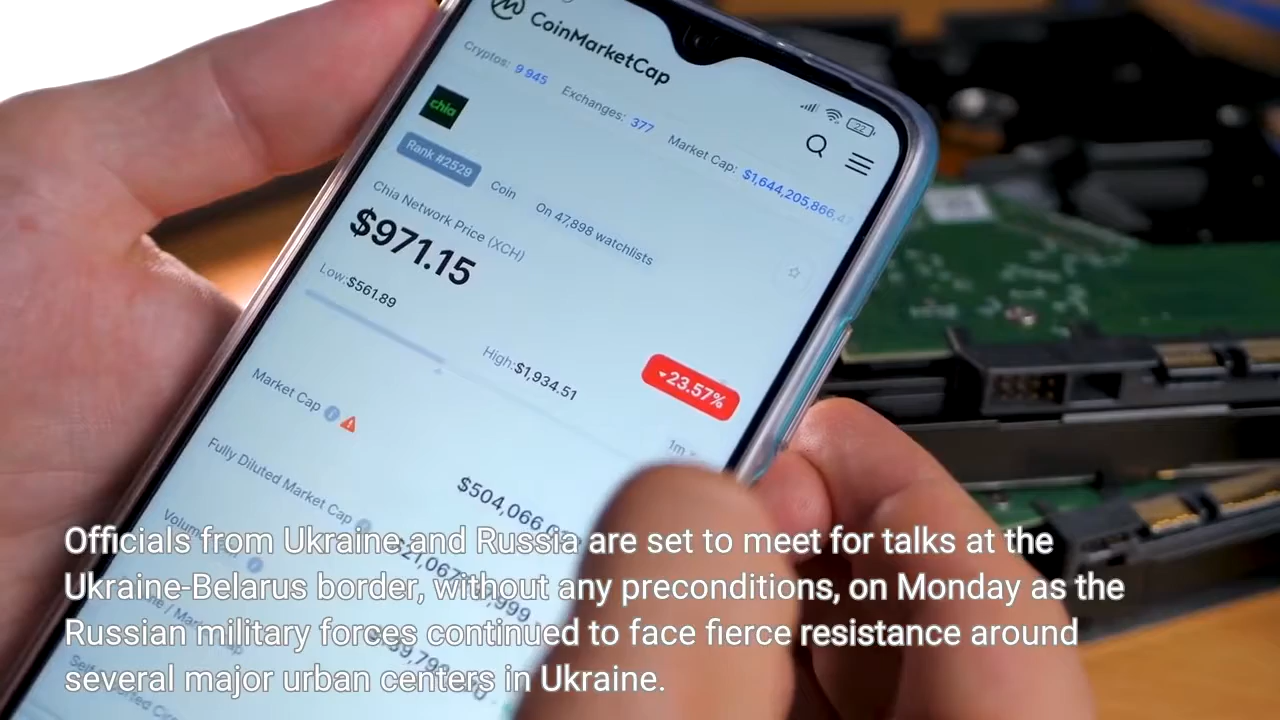 CoinMarketCap
Cryptos: 9 945 Exchanges: 377 Market Cap: $1,644,205,866,
22
chia
Rank #2529 Coin On 47,898 watchlists
Chia Network Price (XCH)
$971.15
23.57%
Low:$561.89 High:$1,934.51
1m
Market Cap
$504,066
Fully Diluted Market Cap
Officials from Ukraine and Russia are set to meet for talks at the
Ukraine-Belarus border, without any preconditions, on Monday as the
Russian military forces continued to face fierce resistance around
several major urban centers in Ukraine.